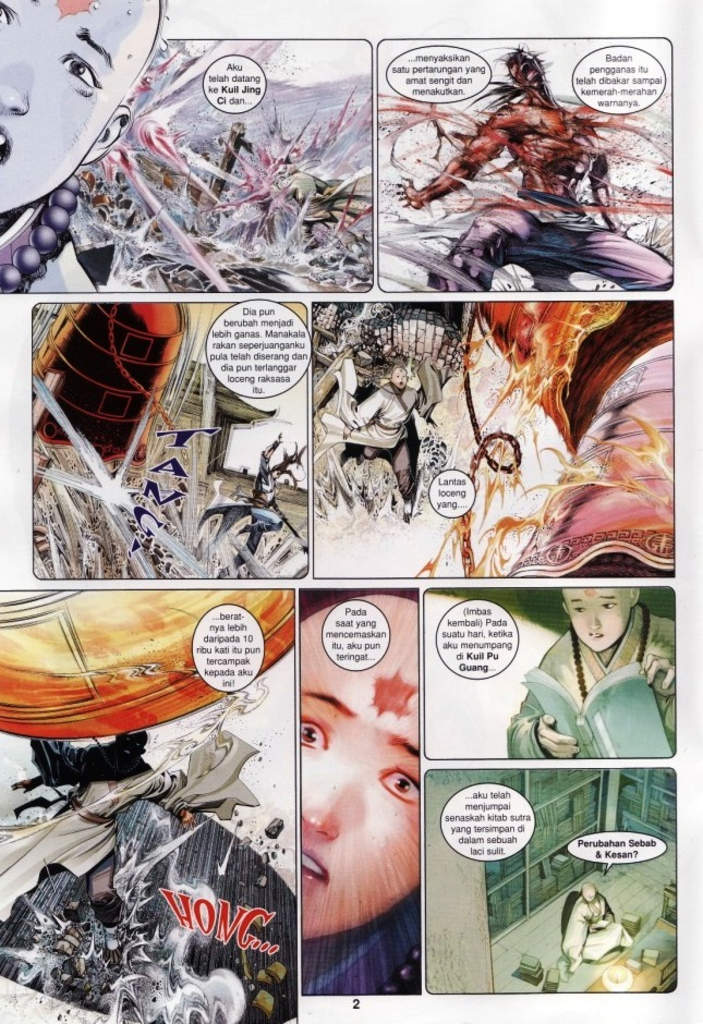 Aku
telah datang
ke Kuil Jing
Ci dan...
...menyaksikan
satu pertarungan yang
amat sengit dan
menakutkan.
Badan
pengganas itu
telah dibakar sampai
kemerah-merahan
warnanya.
Dia pun
berubah menjadi
lebih ganas. Manakala
rakan seperjuanganku
pula telah diserang dan
dia pun terlanggar
loceng raksasa
itu.
TANG
Lantas
loceng
yang....
...berat-
nya lebih
daripada 10
ribu kati itu pun
tercampak
kepada aku
ini!
HONG...
Pada
saat yang
mencemaskan
itu, aku pun
teringat...
(Imbas
kembali) Pada
suatu hari, ketika
aku menumpang
di Kuil Pu
Guang...
...aku telah
menjumpai
senaskah kitab sutra
yang tersimpan di
dalam sebuah
laci sulit.
Perubahan Sebab
& Kesan?
2